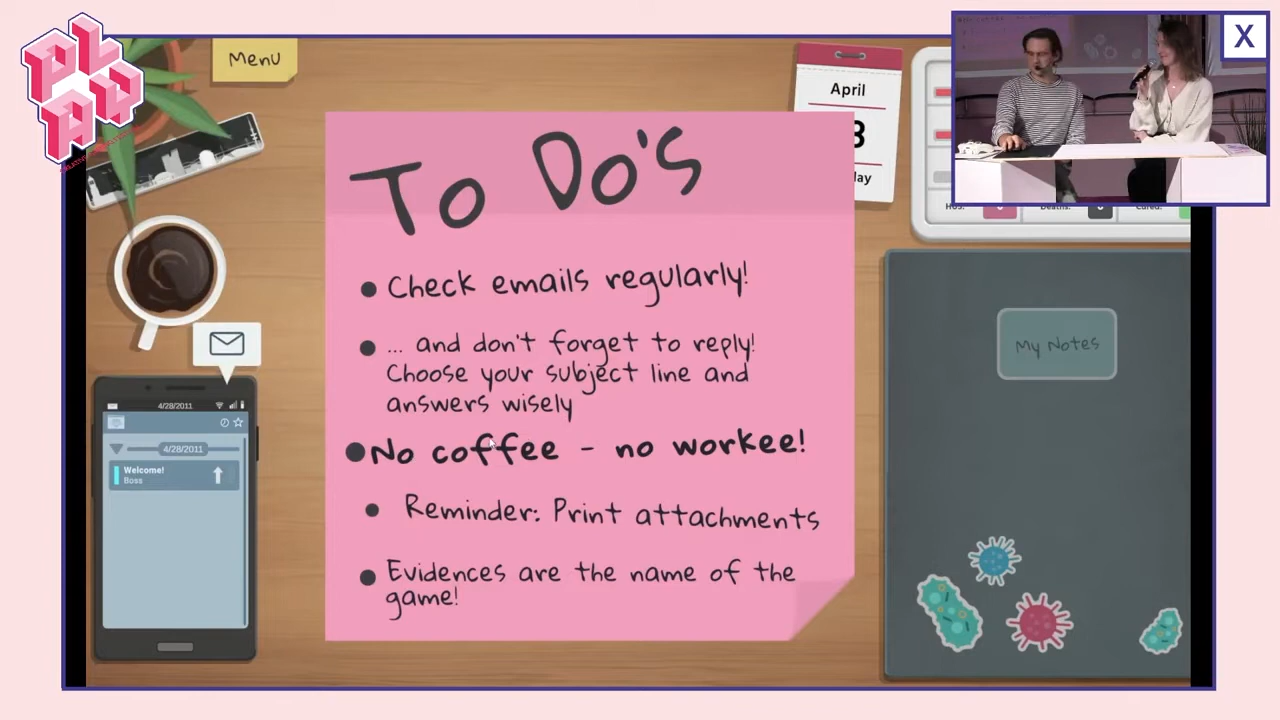 PLAY
Menu
April
8
day
X
To Do's
Check emails regularly!
... and don't forget to reply!
Choose your subject line and
answers wisely
No coffee - no workee!
Reminder: Print attachments
Evidences are the name of the
game!
4/28/2011
4/28/2011
Welcome!
Boss
Deaths:
Cured:
My Notes